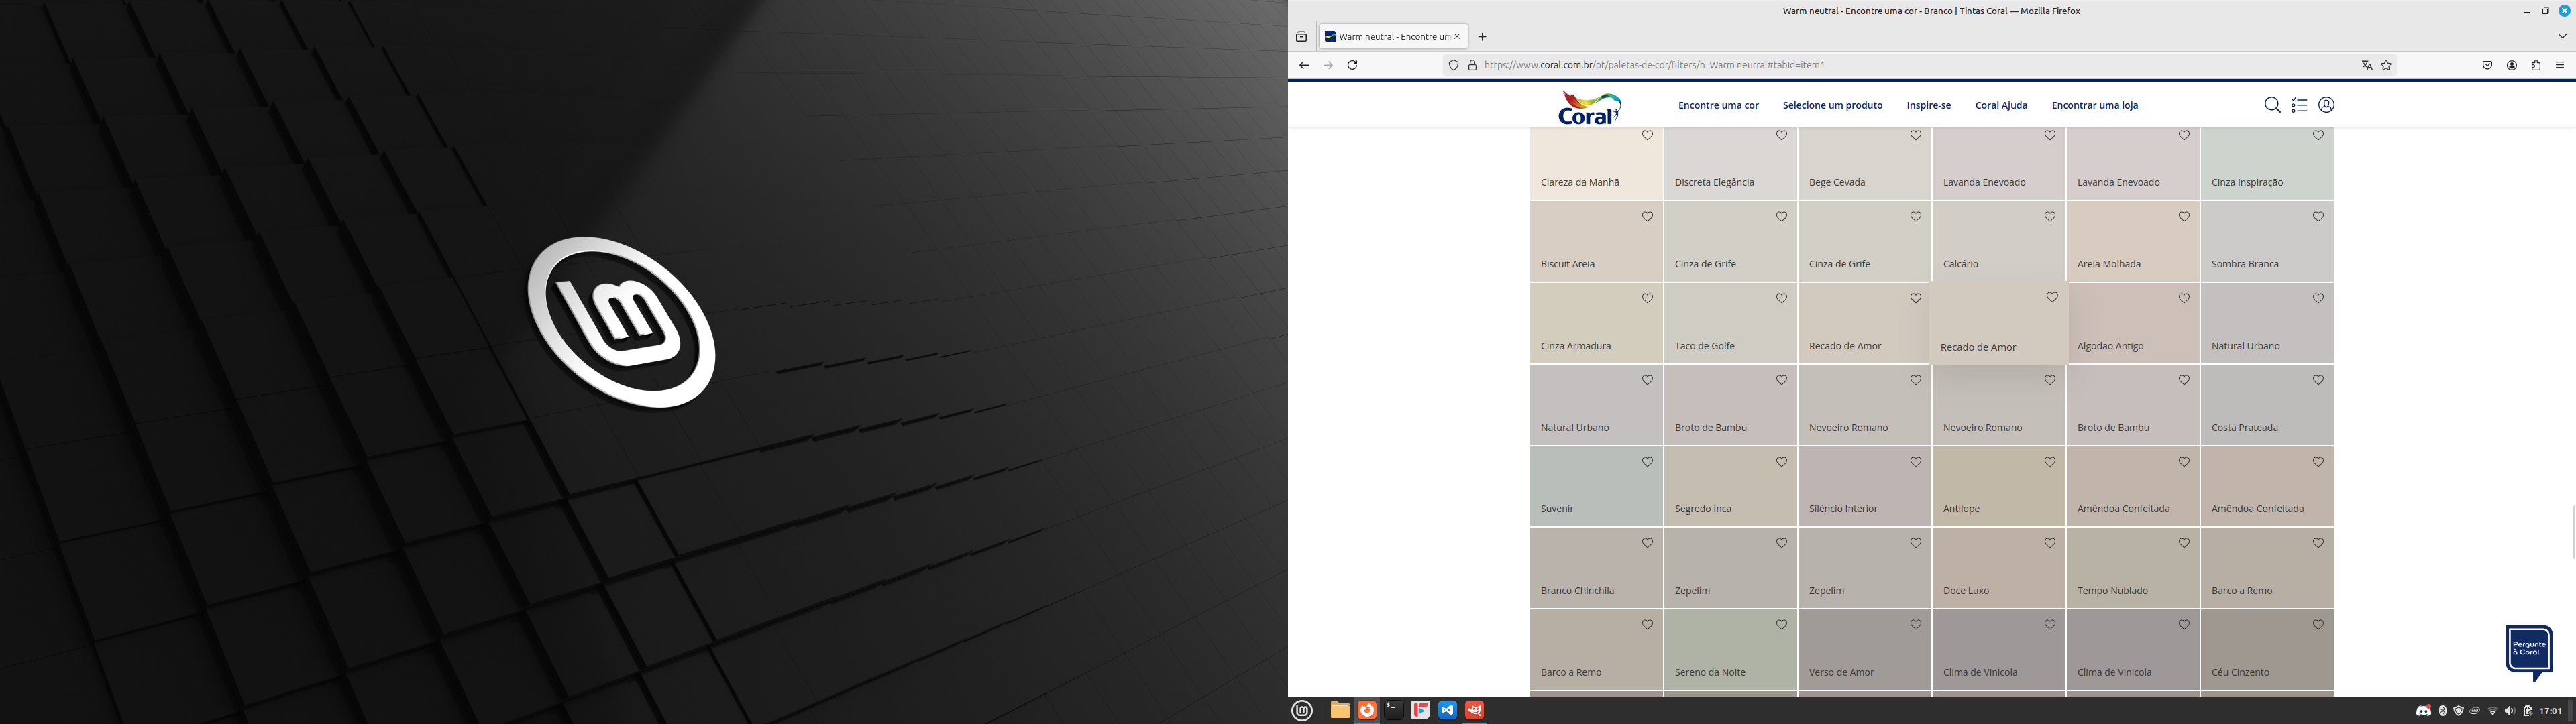 Warm neutral - Encontre uma cor - Branco | Tintas Coral — Mozilla Firefox
Warm neutral - Encontre um
https://www.coral.com.br/pt/paletas-de-cor/filters/h_Warm neutral#tabId=item1
Coral
Encontre uma cor
Selecione um produto
Inspire-se
Coral Ajuda
Encontrar uma loja
Clareza da Manhã
Discreta Elegância
Bege Cevada
Lavanda Enevoado
Lavanda Enevoado
Cinza Inspiração
Biscuit Areia
Cinza de Grife
Cinza de Grife
Calcário
Areia Molhada
Sombra Branca
Cinza Armadura
Taco de Golfe
Recado de Amor
Recado de Amor
Algodão Antigo
Natural Urbano
Natural Urbano
Broto de Bambu
Nevoeiro Romano
Nevoeiro Romano
Broto de Bambu
Costa Prateada
Suvenir
Segredo Inca
Silêncio Interior
Antílope
Amêndoa Confeitada
Amêndoa Confeitada
Branco Chinchila
Zepelim
Zepelim
Doce Luxo
Tempo Nublado
Barco a Remo
Barco a Remo
Sereno da Noite
Verso de Amor
Clima de Vinicola
Clima de Vinicola
Céu Cinzento
Pergunte
à Coral
17:01